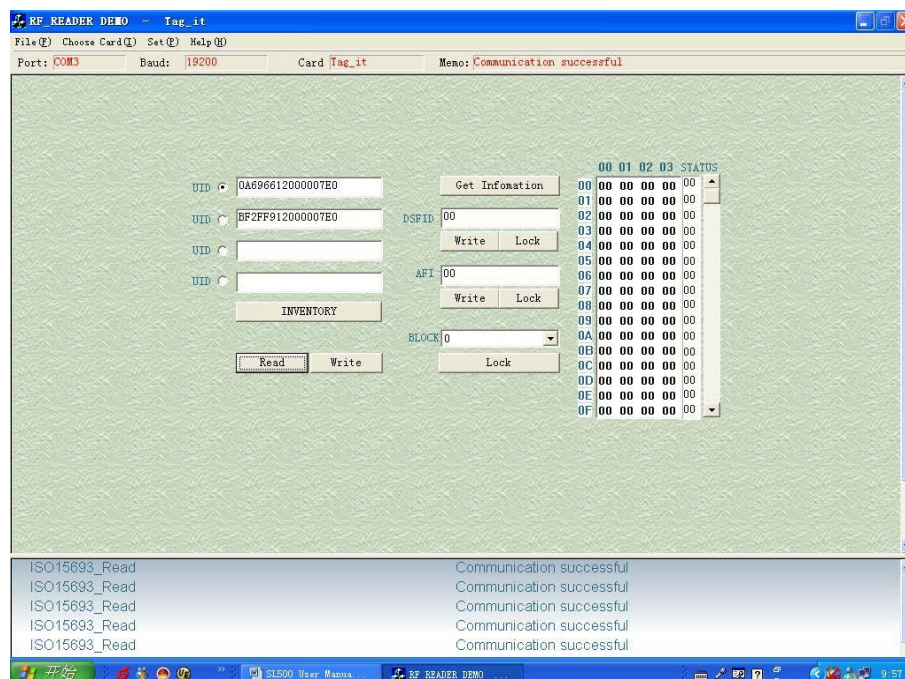 RF_READER DEMO - Tag_it
File(F) Choose Card(I) Set(P) Help(H)
Port: COM3 Baud: 19200 Card Tag_it Memo: Communication successful
00 01 02 03 STATUS
UID 0A696612000007E0
UID BF2FF912000007E0
UID
UID
INVENTORY
Read Write
Get Infomation
DSFID 00
Write Lock
AFI 00
Write Lock
BLOCK 0
Lock
00 00 00 00 00 00
01 00 00 00 00 00
02 00 00 00 00 00
03 00 00 00 00 00
04 00 00 00 00 00
05 00 00 00 00 00
06 00 00 00 00 00
07 00 00 00 00 00
08 00 00 00 00 00
09 00 00 00 00 00
0A 00 00 00 00 00
0B 00 00 00 00 00
0C 00 00 00 00 00
0D 00 00 00 00 00
0E 00 00 00 00 00
0F 00 00 00 00 00
ISO15693_Read Communication successful
ISO15693_Read Communication successful
ISO15693_Read Communication successful
ISO15693_Read Communication successful
ISO15693_Read Communication successful
开始 SL500 User Manua... RF READER DEMO ... 9:57